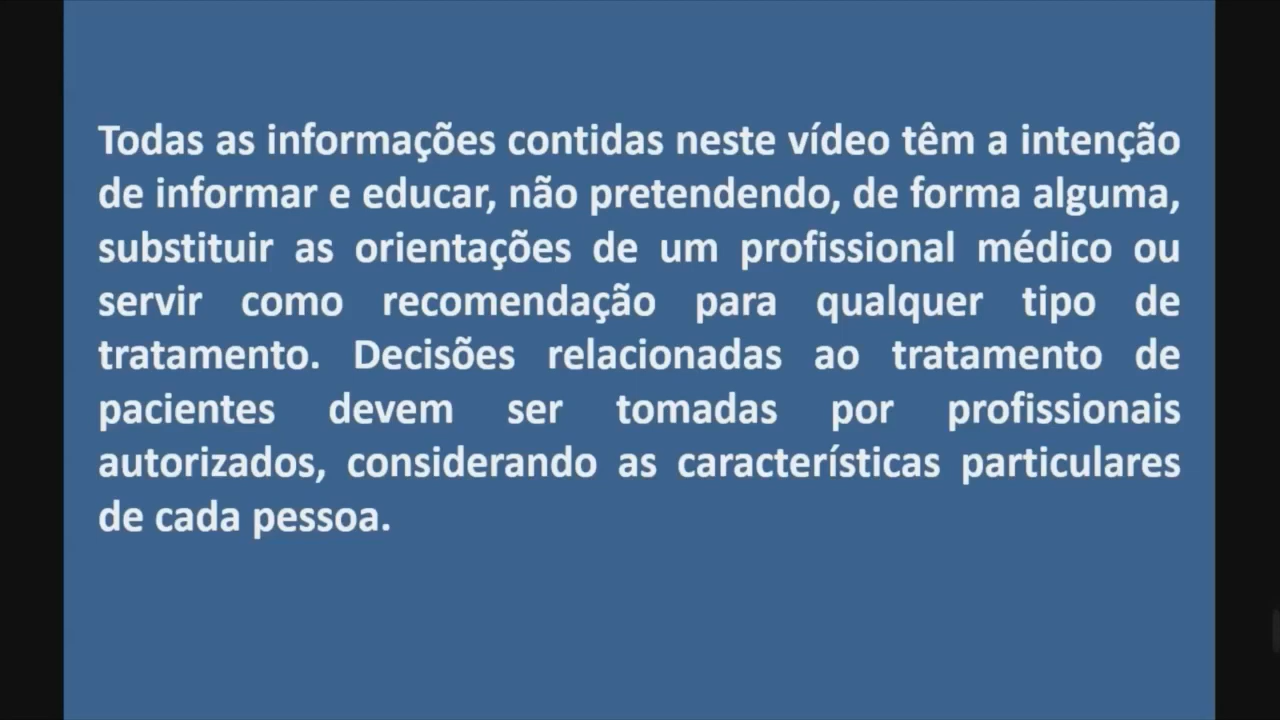 Todas as informações contidas neste vídeo têm a intenção
de informar e educar, não pretendendo, de forma alguma,
substituir as orientações de um profissional médico ou
servir como recomendação para qualquer tipo de
tratamento. Decisões relacionadas ao tratamento de
pacientes devem ser tomadas por profissionais
autorizados, considerando as características particulares
de cada pessoa.